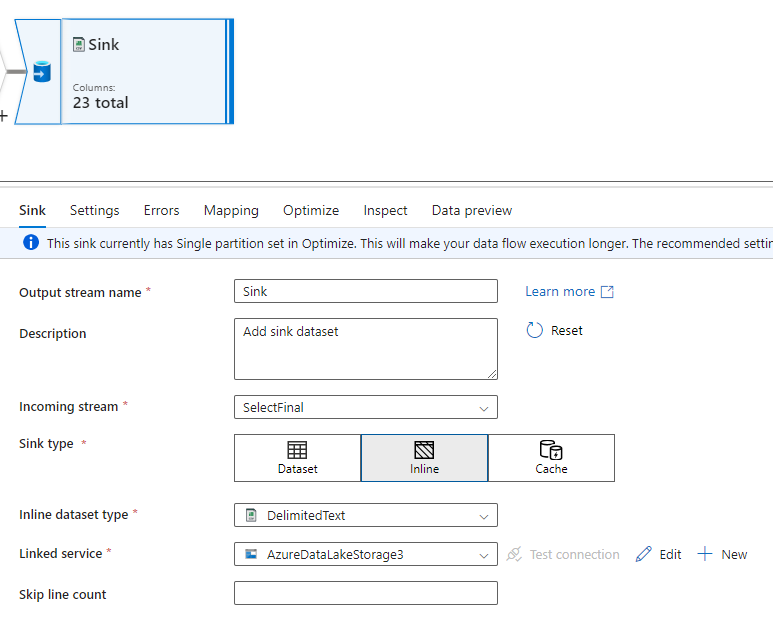 Sink
Columns:
23 total
+
Sink Settings Errors Mapping Optimize Inspect Data preview
This sink currently has Single partition set in Optimize. This will make your data flow execution longer. The recommended
Output stream name * Sink Learn more
Description Add sink dataset Reset
Incoming stream * SelectFinal
Sink type *
Dataset Inline Cache
Inline dataset type * DelimitedText
Linked service * AzureDataLakeStorage3 Test connection Edit New
Skip line count